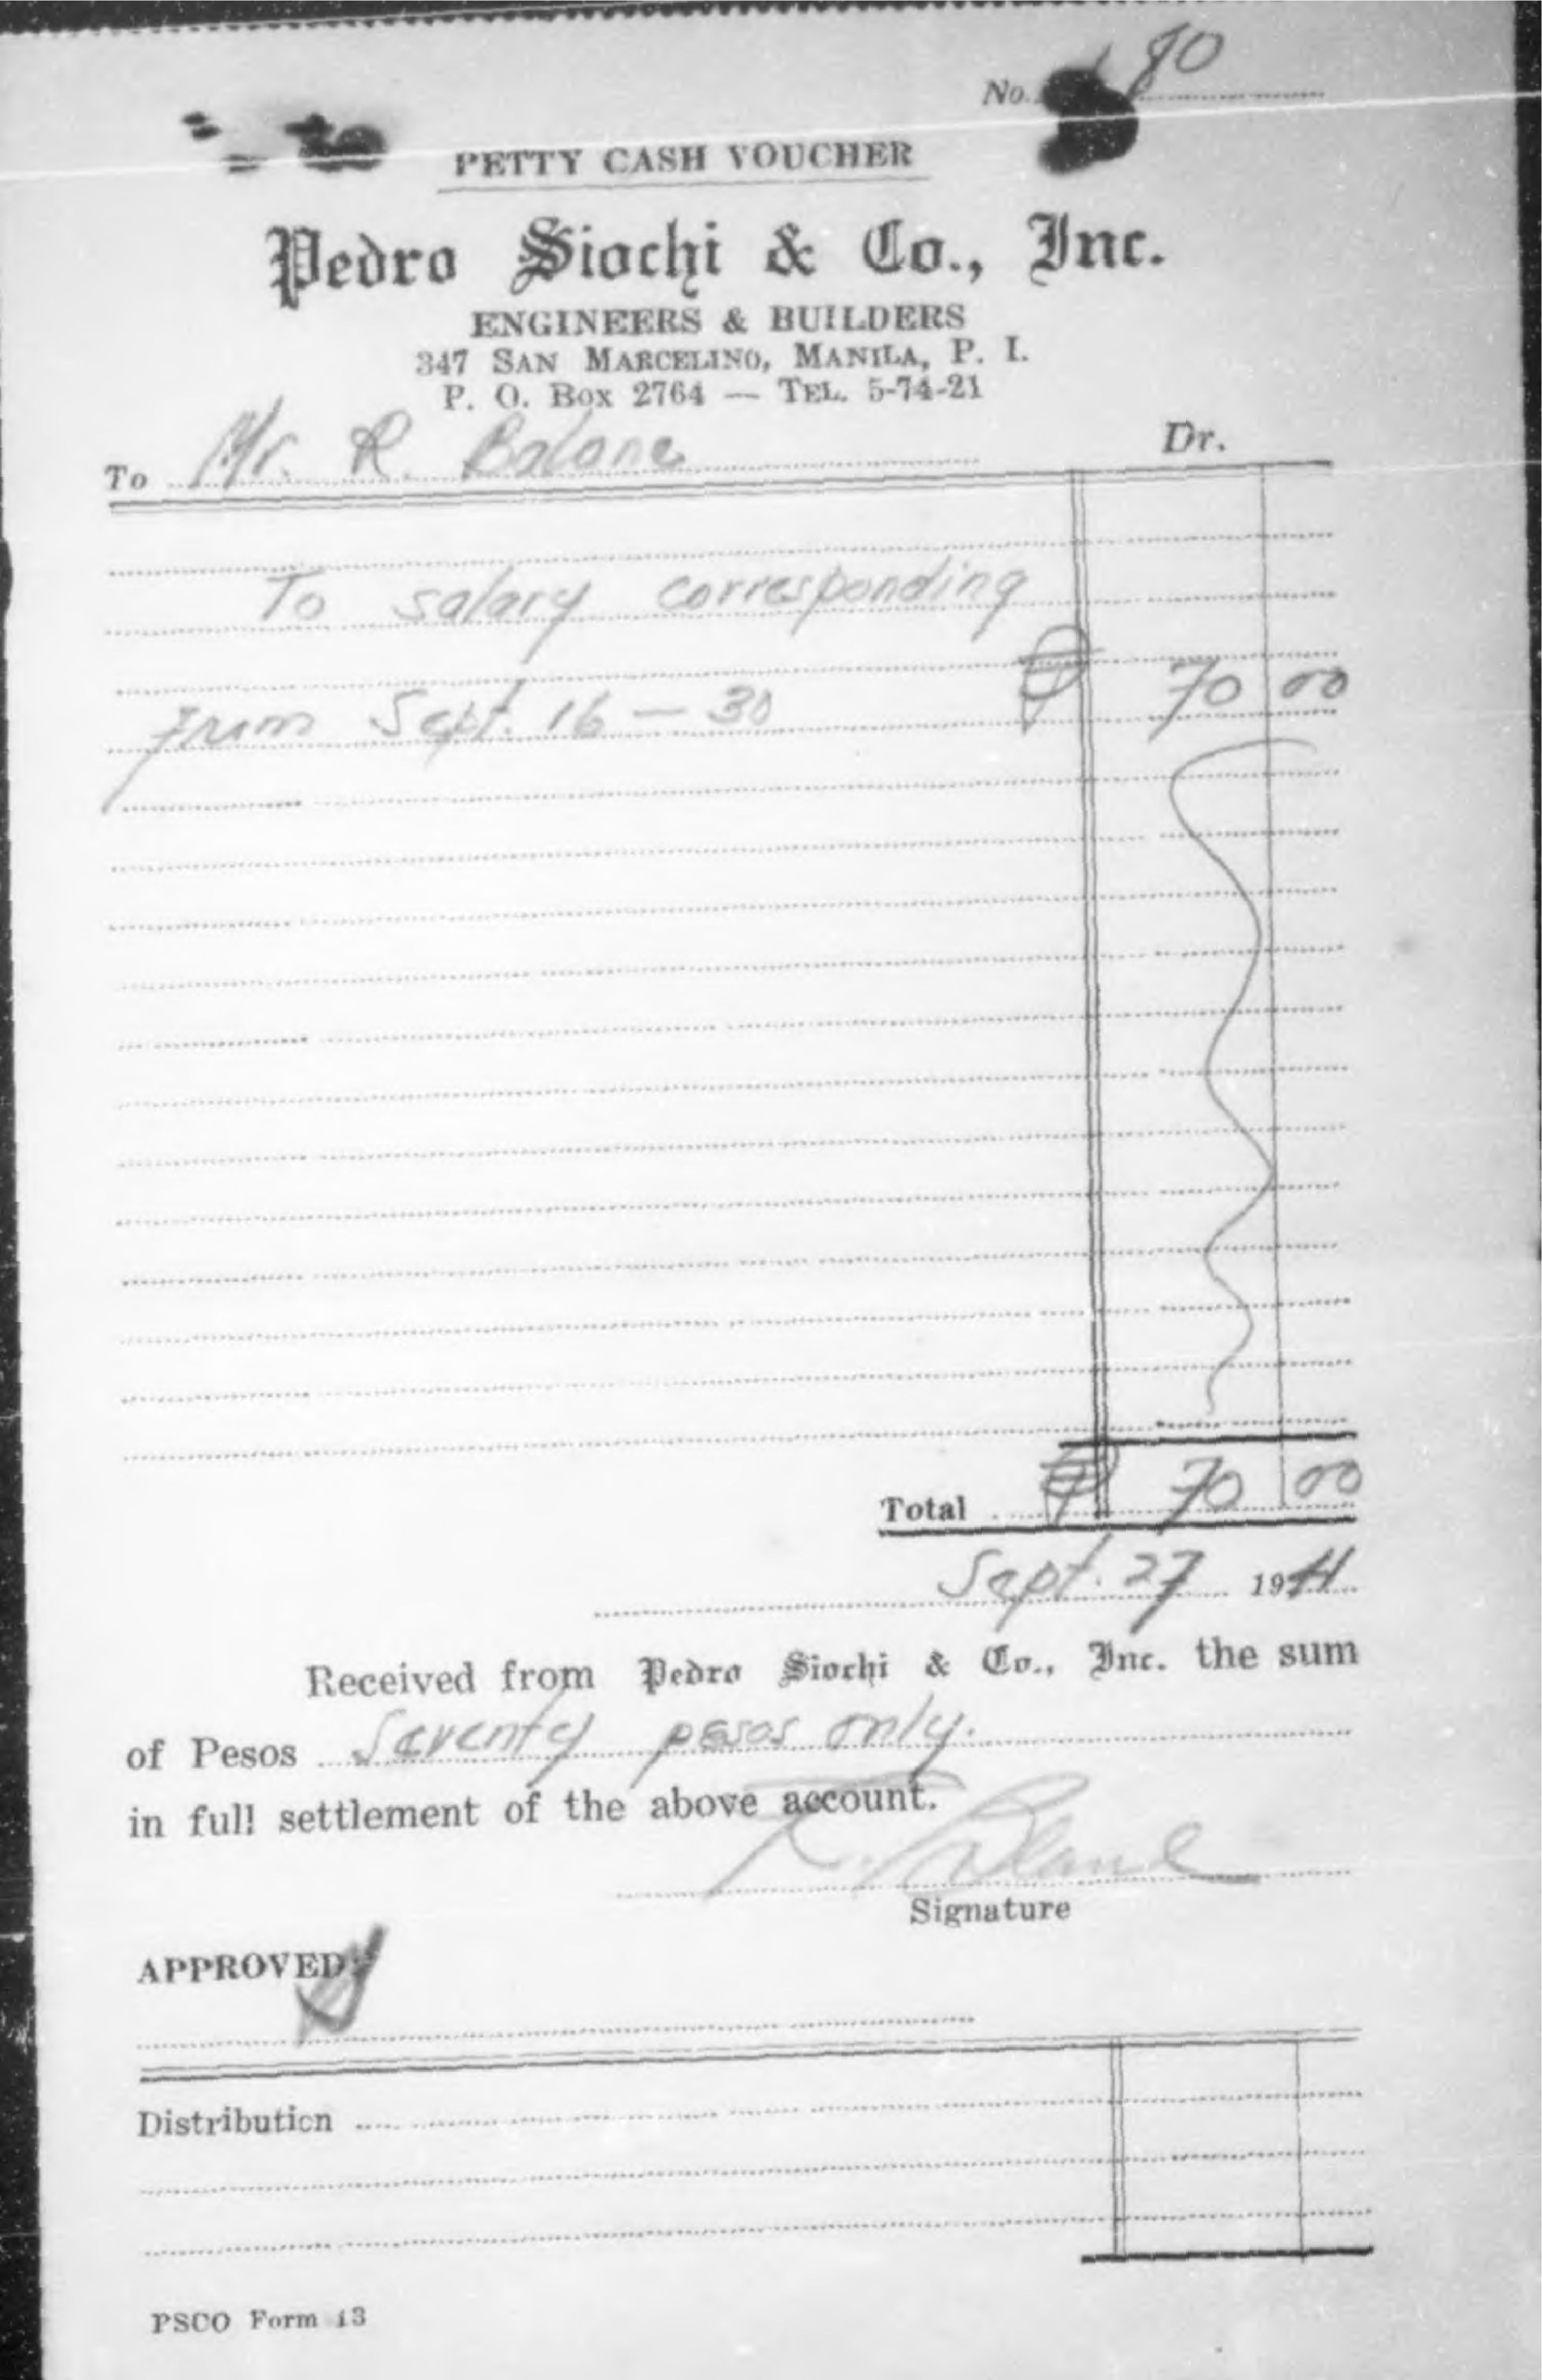 No. 80
PETTY CASH VOUCHER
Pedro Siochi & Co., Inc.
ENGINEERS & BUILDERS
347 SAN MARCELINO, MANILA, P. I.
P. O. BOX 2764 — TEL. 5-74-21
To Mr. R. Bolane Dr.
To salary corresponding
from Sept. 16 — 30 ₱ 70 00
Total ₱ 70 00
Sept. 27 1941
Received from Pedro Siochi & Co., Inc. the sum
of Pesos Seventy pesos only.
in full settlement of the above account.
Signature
APPROVED:
Distribution
PSCO Form 13